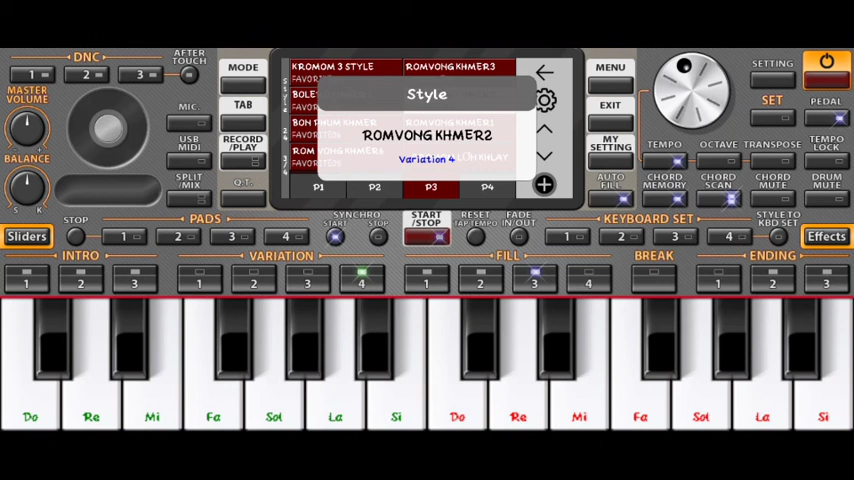 DNC
1
2
3
AFTER
TOUCH
MASTER
VOLUME
BALANCE
S
K
MIC.
USB
MIDI
SPLIT
/MIX
MODE
TAB
RECORD
/PLAY
Q.T.
KROMOM 3 STYLE
ROMVONG KHMER3
FAVORITEN
Style
ROMVONG KHMER2
Variation 4
P1
P2
P3
P4
MENU
EXIT
MY
SETTING
AUTO
FILL
SETTING
SET
PEDAL
TEMPO
OCTAVE
TRANSPOSE
TEMPO
LOCK
CHORD
MEMORY
CHORD
SCAN
CHORD
MUTE
DRUM
MUTE
Sliders
STOP
PADS
1
2
3
4
SYNCHRO
START
STOP
START
/STOP
RESET
TAP TEMPO
FADE
IN/OUT
KEYBOARD SET
1
2
3
4
STYLE TO
KBD SET
Effects
INTRO
1
2
3
VARIATION
1
2
3
4
FILL
1
2
3
4
BREAK
ENDING
1
2
3
Do
Re
Mi
Fa
Sol
La
Si
Do
Re
Mi
Fa
Sol
La
Si